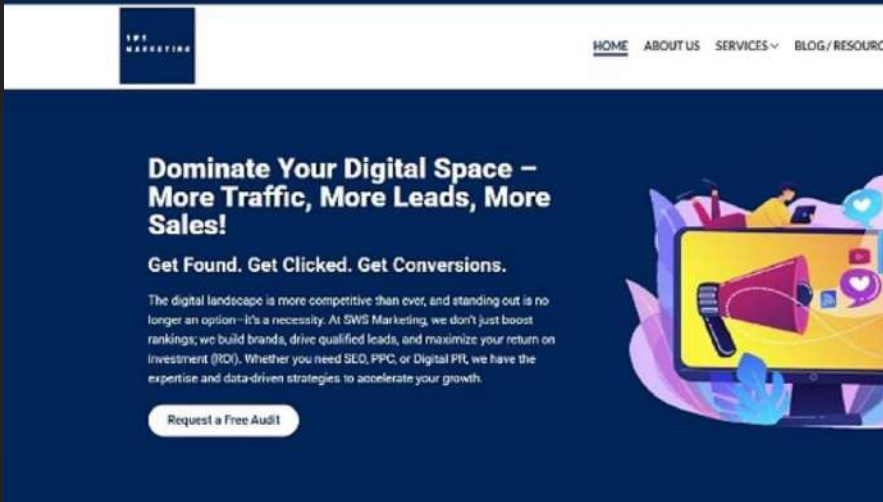 SWS
MARKETING
HOME ABOUT US SERVICES BLOG / RESOURC
Dominate Your Digital Space –
More Traffic, More Leads, More
Sales!
Get Found. Get Clicked. Get Conversions.
The digital landscape is more competitive than ever, and standing out is no
longer an option—it's a necessity. At SWS Marketing, we don't just boost
rankings; we build brands, drive qualified leads, and maximize your return on
investment (ROI). Whether you need SEO, PPC, or Digital PR, we have the
expertise and data-driven strategies to accelerate your growth.
Request a Free Audit